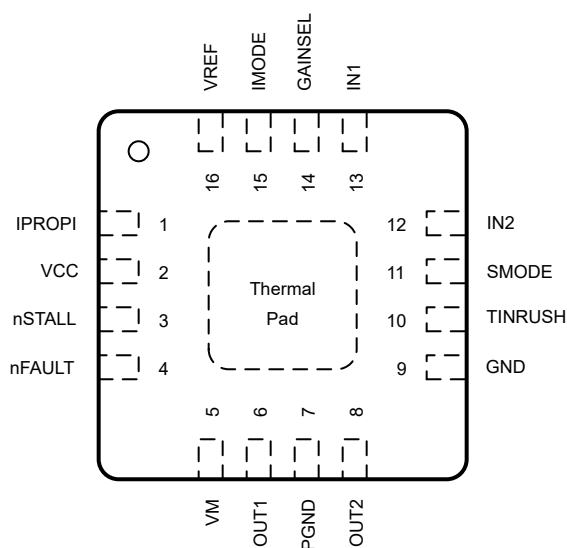 VREF
IMODE
GAINSEL
IN1
16
15
14
13
IPROPI 1
12 IN2
VCC 2
11 SMODE
nSTALL 3
Thermal
Pad
10 TINRUSH
nFAULT 4
9 GND
5
6
7
8
VM
OUT1
PGND
OUT2